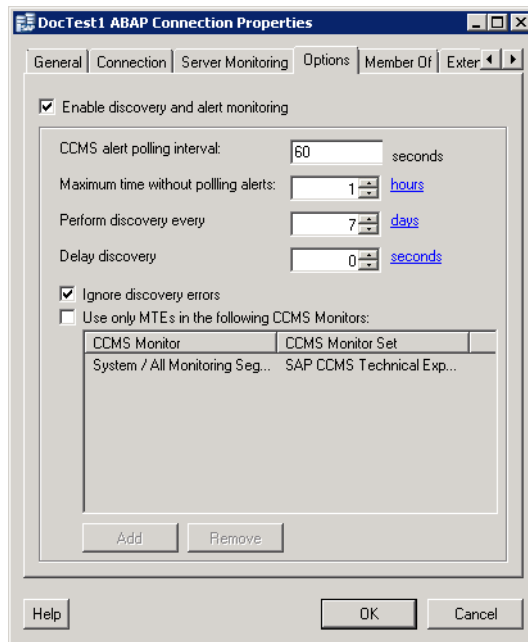 DocTest1 ABAP Connection Properties
General Connection Server Monitoring Options Member Of Exter
Enable discovery and alert monitoring
CCMS alert polling interval: 60 seconds
Maximum time without pollling alerts: 1 hours
Perform discovery every 7 days
Delay discovery 0 seconds
Ignore discovery errors
Use only MTEs in the following CCMS Monitors:
CCMS Monitor CCMS Monitor Set
System / All Monitoring Seg... SAP CCMS Technical Exp...
Add Remove
Help OK Cancel